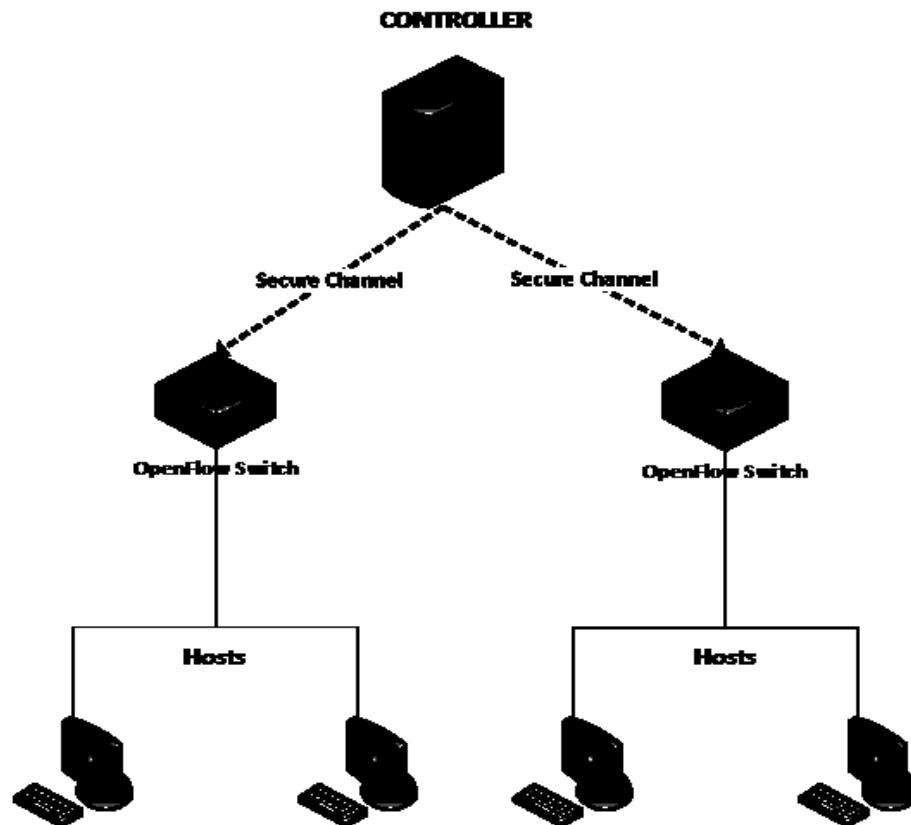 CONTROLLER
Secure Channel
Secure Channel
OpenFlow Switch
OpenFlow Switch
Hosts
Hosts